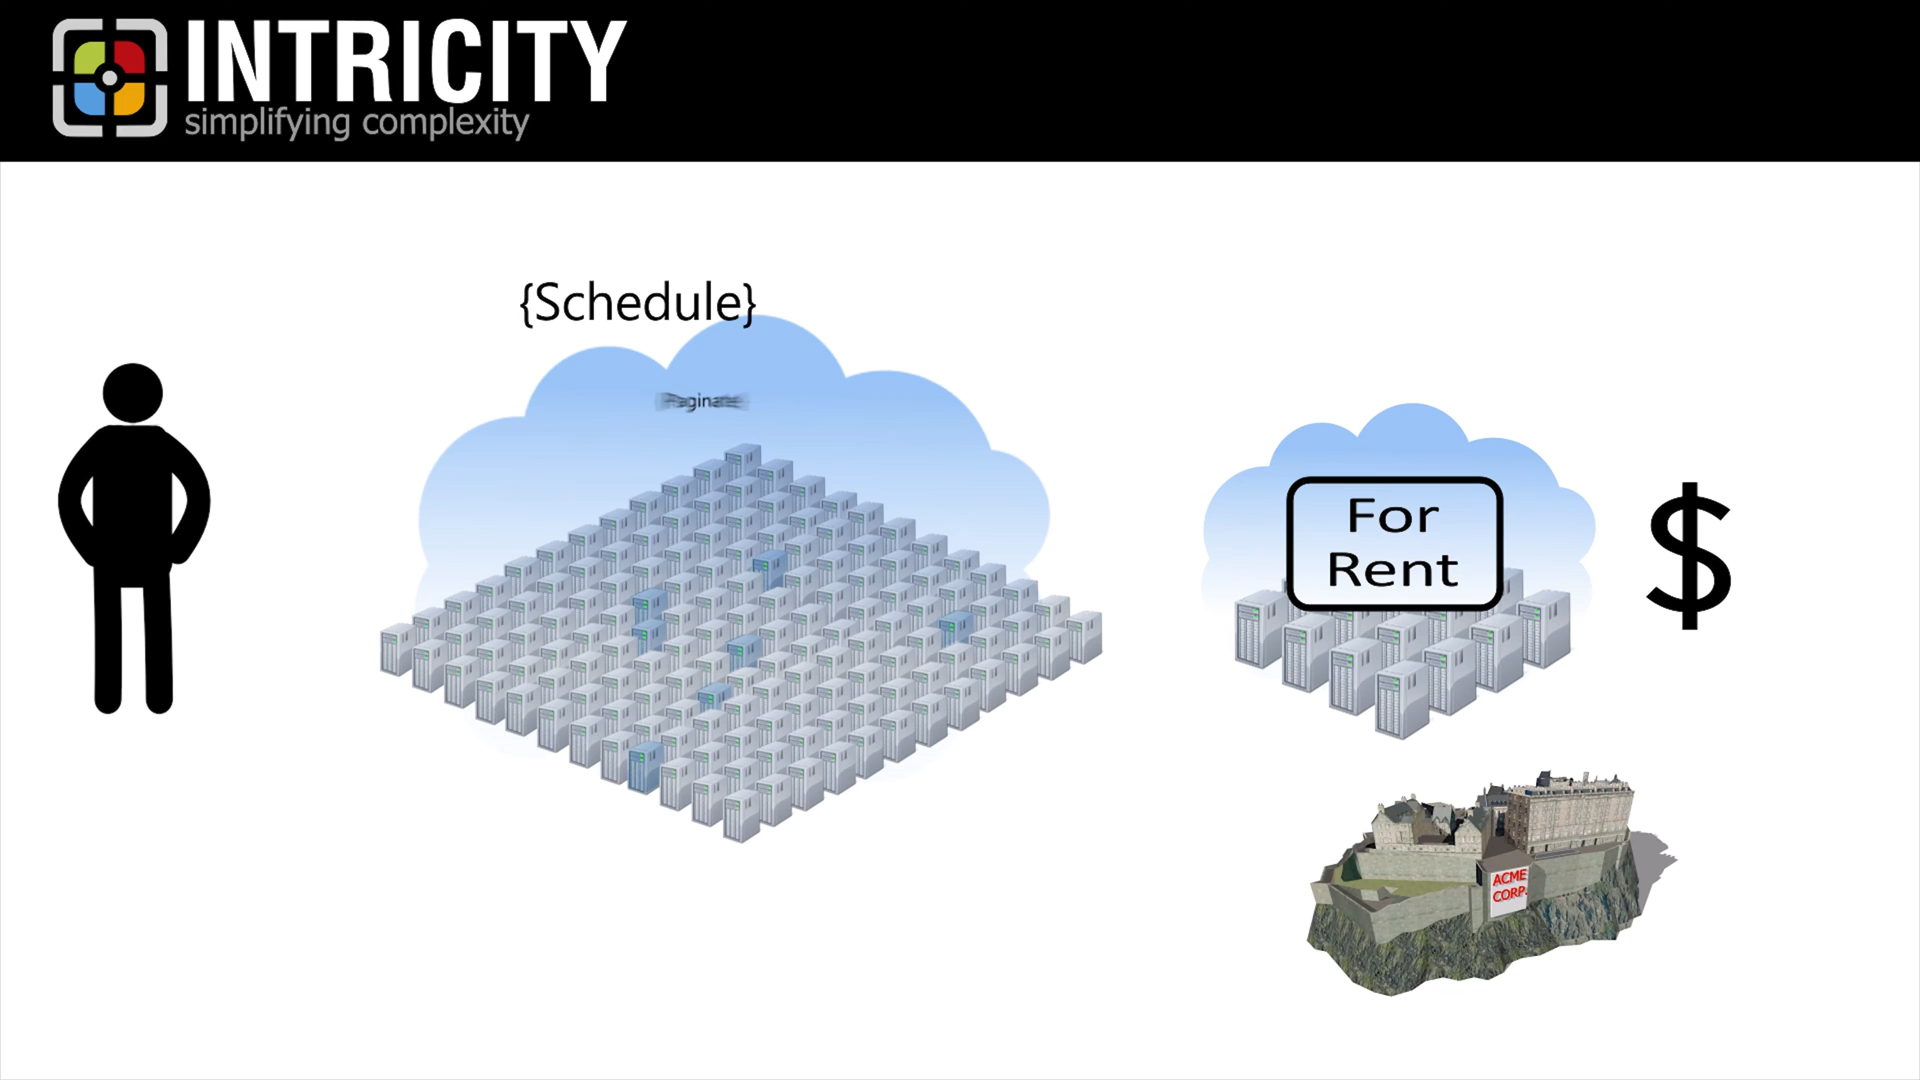 INTRICITY
simplifying complexity
{Schedule}
For
Rent
$
ACME
CORP.